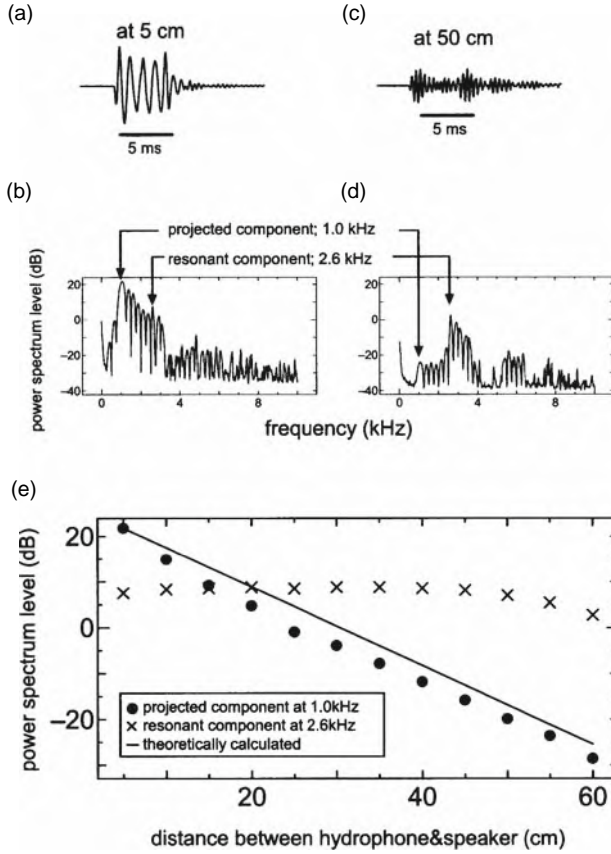 (a)
at 5 cm
5 ms
(c)
at 50 cm
5 ms
(b)
(d)
projected component; 1.0 kHz
resonant component; 2.6 kHz
power spectrum level (dB)
20
0
−20
−40
0
4
8
20
0
−20
−40
0
4
8
frequency (kHz)
(e)
power spectrum level (dB)
20
0
−20
projected component at 1.0kHz
resonant component at 2.6kHz
theoretically calculated
20
40
60
distance between hydrophone&speaker (cm)